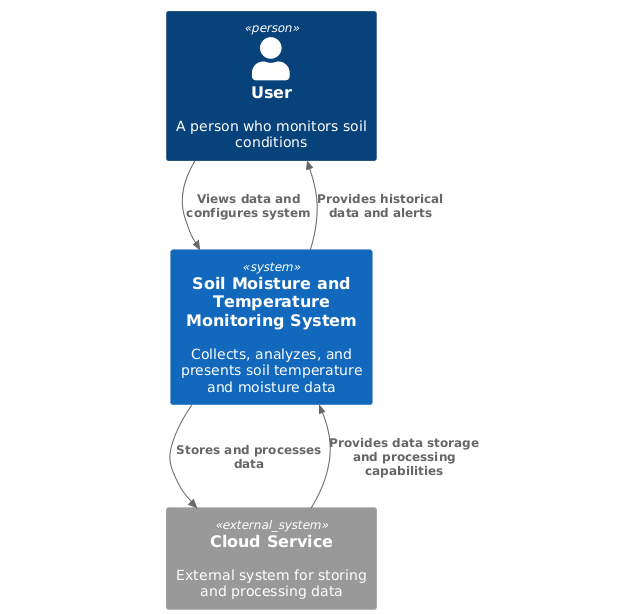 «person»
User
A person who monitors soil
conditions
Views data and
configures system
Provides historical
data and alerts
«system»
Soil Moisture and
Temperature
Monitoring System
Collects, analyzes, and
presents soil temperature
and moisture data
Stores and processes
data
Provides data storage
and processing
capabilities
«external_system»
Cloud Service
External system for storing
and processing data